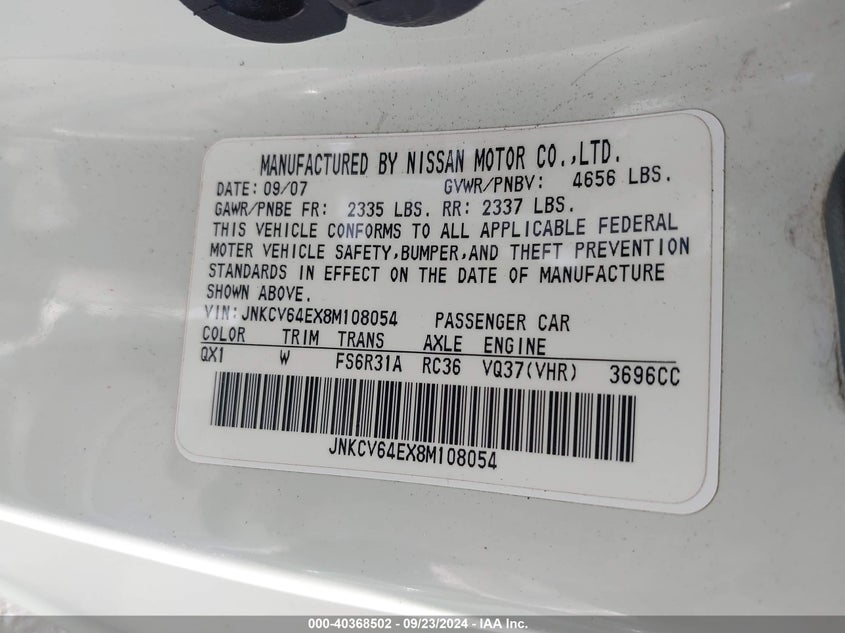 MANUFACTURED BY NISSAN MOTOR CO.,LTD.
DATE: 09/07 GVWR/PNBV: 4656 LBS.
GAWR/PNBE FR: 2335 LBS. RR: 2337 LBS.
THIS VEHICLE CONFORMS TO ALL APPLICABLE FEDERAL
MOTER VEHICLE SAFETY,BUMPER,AND THEFT PREVENTION
STANDARDS IN EFFECT ON THE DATE OF MANUFACTURE
SHOWN ABOVE.
VIN:JNKCV64EX8M108054 PASSENGER CAR
COLOR TRIM TRANS AXLE ENGINE
QX1 W FS6R31A RC36 VQ37(VHR) 3696CC
JNKCV64EX8M108054
000-40368502 - 09/23/2024 - IAA Inc.